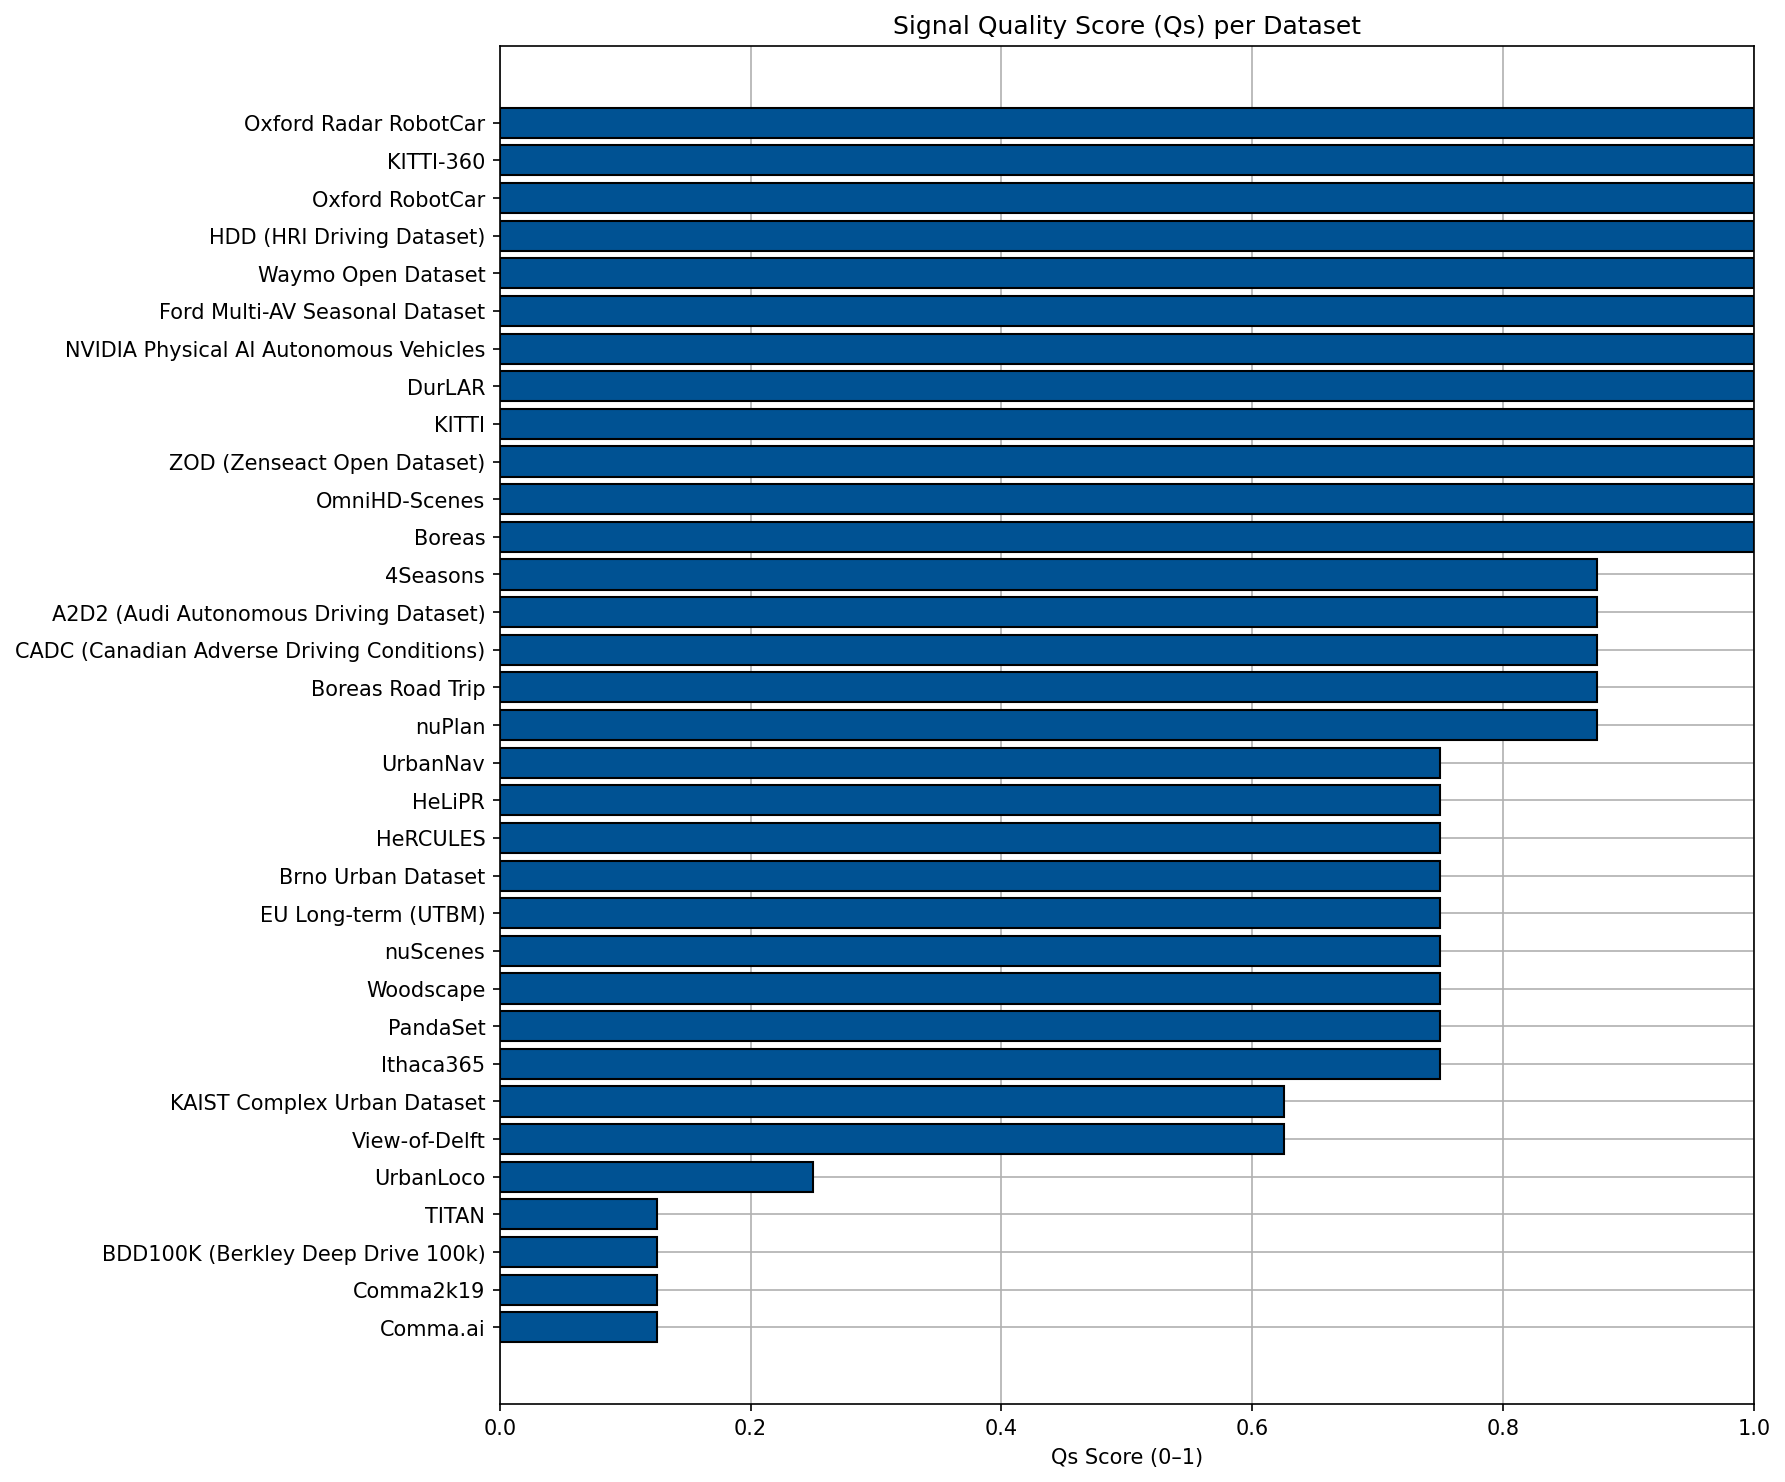 Signal Quality Score (Qs) per Dataset
Oxford Radar RobotCar
KITTI-360
Oxford RobotCar
HDD (HRI Driving Dataset)
Waymo Open Dataset
Ford Multi-AV Seasonal Dataset
NVIDIA Physical AI Autonomous Vehicles
DurLAR
KITTI
ZOD (Zenseact Open Dataset)
OmniHD-Scenes
Boreas
4Seasons
A2D2 (Audi Autonomous Driving Dataset)
CADC (Canadian Adverse Driving Conditions)
Boreas Road Trip
nuPlan
UrbanNav
HeLiPR
HeRCULES
Brno Urban Dataset
EU Long-term (UTBM)
nuScenes
Woodscape
PandaSet
Ithaca365
KAIST Complex Urban Dataset
View-of-Delft
UrbanLoco
TITAN
BDD100K (Berkley Deep Drive 100k)
Comma2k19
Comma.ai
0.0 0.2 0.4 0.6 0.8 1.0
Qs Score (0–1)